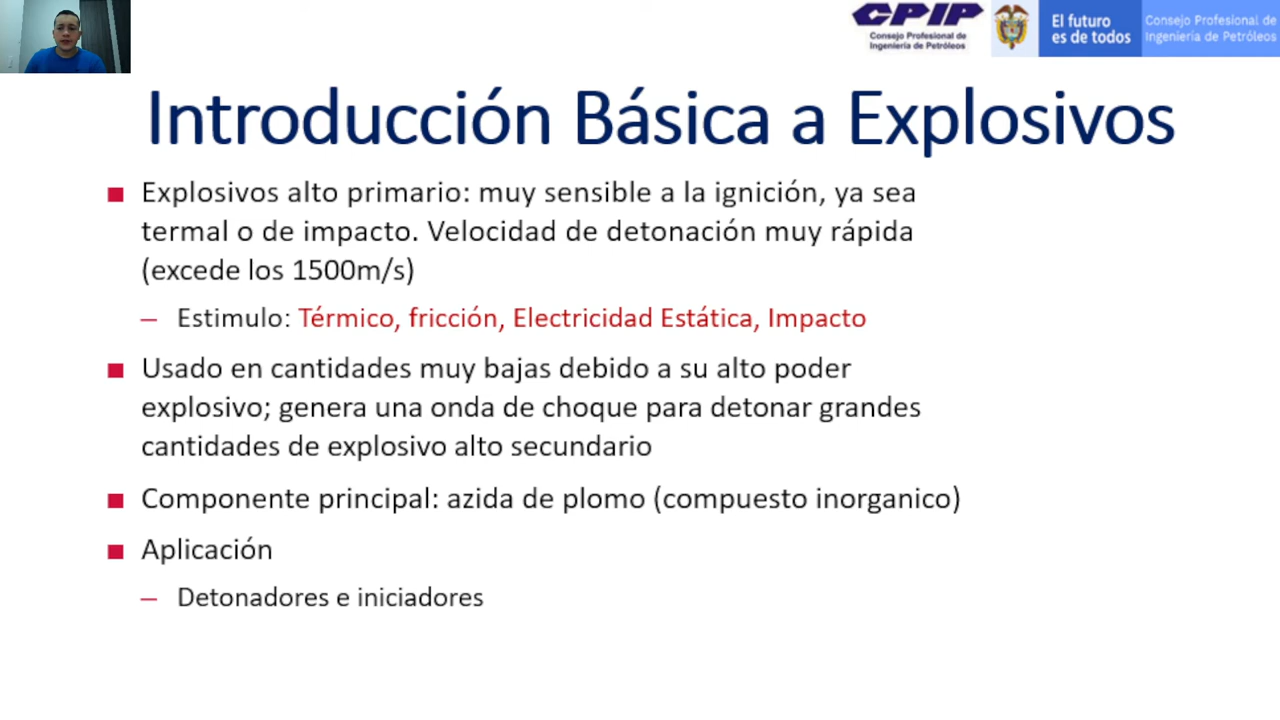 CPIP
Consejo Profesional de
Ingeniería de Petróleos
El futuro
es de todos
Consejo Profesional de
Ingeniería de Petróleos
Introducción Básica a Explosivos
Explosivos alto primario: muy sensible a la ignición, ya sea
termal o de impacto. Velocidad de detonación muy rápida
(excede los 1500m/s)
– Estimulo: Térmico, fricción, Electricidad Estática, Impacto
Usado en cantidades muy bajas debido a su alto poder
explosivo; genera una onda de choque para detonar grandes
cantidades de explosivo alto secundario
Componente principal: azida de plomo (compuesto inorganico)
Aplicación
– Detonadores e iniciadores